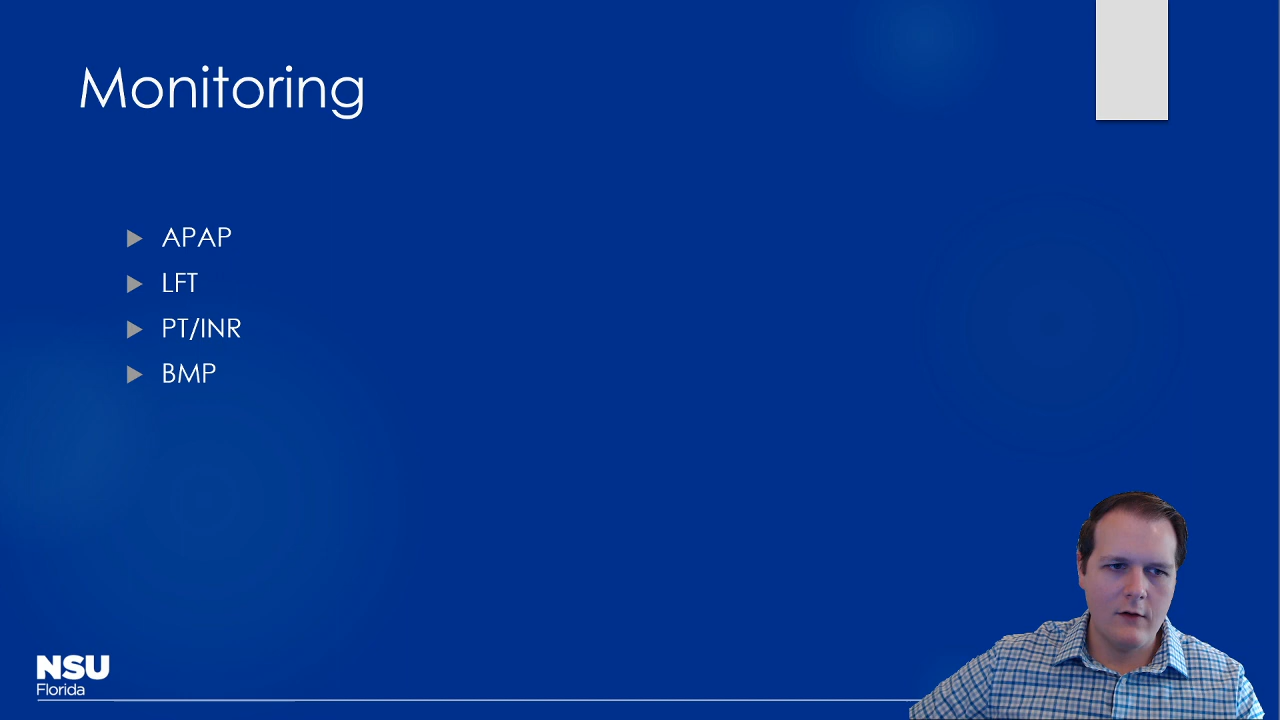 Monitoring
APAP
LFT
PT/INR
BMP
NSU
Florida